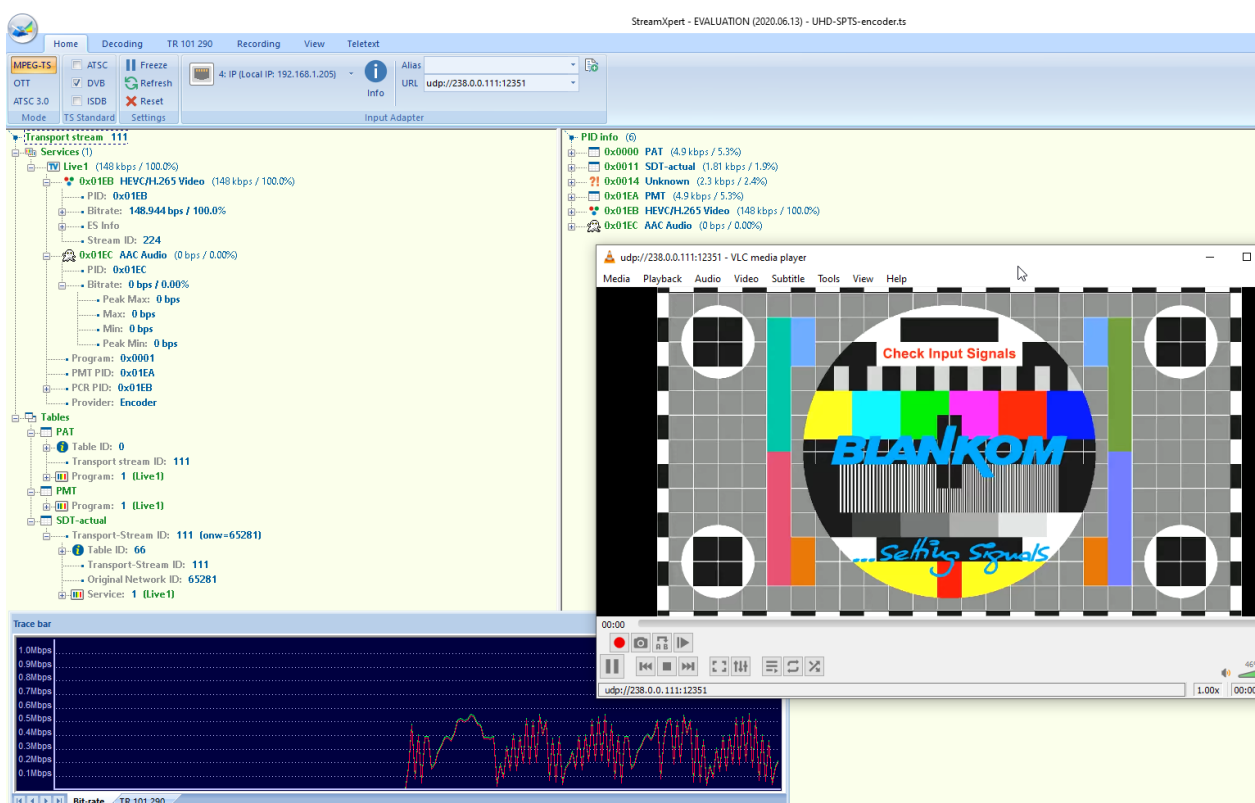 StreamXpert - EVALUATION (2020.06.13) - UHD-SPTS-encoder.ts
Home Decoding TR 101 290 Recording View Teletext
MPEG-TS
OTT
ATSC 3.0
Mode
ATSC
DVB
ISDB
TS Standard
Freeze
Refresh
Reset
Settings
4: IP (Local IP: 192.168.1.205)
Info
Alias
URL udp://238.0.0.111:12351
Input Adapter
Transport stream 111
Services (1)
TV Live1 (148 kbps / 100.0%)
0x01EB HEVC/H.265 Video (148 kbps / 100.0%)
PID: 0x01EB
Bitrate: 148.944 bps / 100.0%
ES Info
Stream ID: 224
0x01EC AAC Audio (0 bps / 0.00%)
PID: 0x01EC
Bitrate: 0 bps / 0.00%
Peak Max: 0 bps
Max: 0 bps
Min: 0 bps
Peak Min: 0 bps
Program: 0x0001
PMT PID: 0x01EA
PCR PID: 0x01EB
Provider: Encoder
Tables
PAT
Table ID: 0
Transport stream ID: 111
Program: 1 (Live1)
PMT
Program: 1 (Live1)
SDT-actual
Transport-Stream ID: 111 (onw=65281)
Table ID: 66
Transport-Stream ID: 111
Original Network ID: 65281
Service: 1 (Live1)
PID info (6)
0x0000 PAT (4.9 kbps / 5.3%)
0x0011 SDT-actual (1.81 kbps / 1.9%)
?! 0x0014 Unknown (2.3 kbps / 2.4%)
0x01EA PMT (4.9 kbps / 5.3%)
0x01EB HEVC/H.265 Video (148 kbps / 100.0%)
0x01EC AAC Audio (0 bps / 0.00%)
udp://238.0.0.111:12351 - VLC media player
Media Playback Audio Video Subtitle Tools View Help
Check Input Signals
BLANKOM
...Setting Signals
00:00
udp://238.0.0.111:12351
1.00x
Trace bar
1.0Mbps
0.9Mbps
0.8Mbps
0.7Mbps
0.6Mbps
0.5Mbps
0.4Mbps
0.3Mbps
0.2Mbps
0.1Mbps
Bit-rate TR 101 290